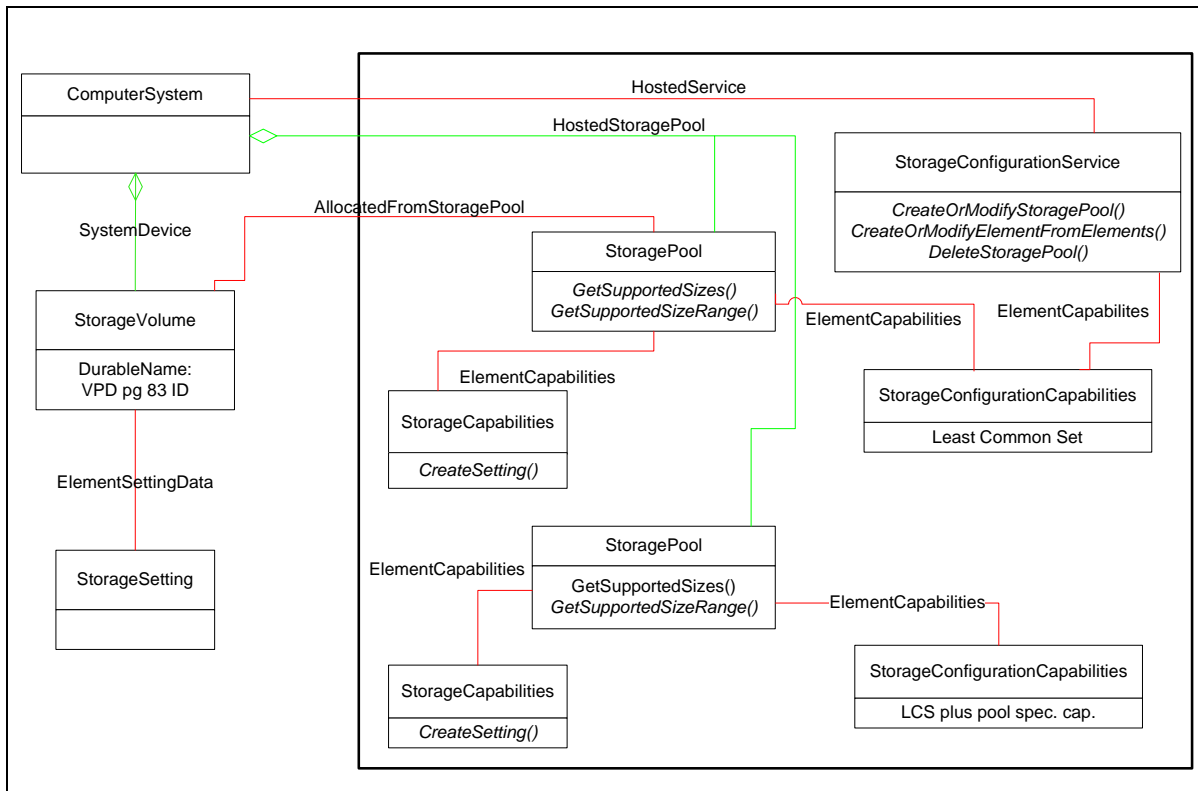 ComputerSystem
HostedService
HostedStoragePool
StorageConfigurationService
CreateOrModifyStoragePool()
CreateOrModifyElementFromElements()
DeleteStoragePool()
AllocatedFromStoragePool
SystemDevice
StoragePool
GetSupportedSizes()
GetSupportedSizeRange()
StorageVolume
DurableName:
VPD pg 83 ID
ElementCapabilities
ElementCapabilites
ElementCapabilities
StorageCapabilities
CreateSetting()
StorageConfigurationCapabilities
Least Common Set
ElementSettingData
StorageSetting
StoragePool
GetSupportedSizes()
GetSupportedSizeRange()
ElementCapabilities
ElementCapabilities
StorageCapabilities
CreateSetting()
StorageConfigurationCapabilities
LCS plus pool spec. cap.